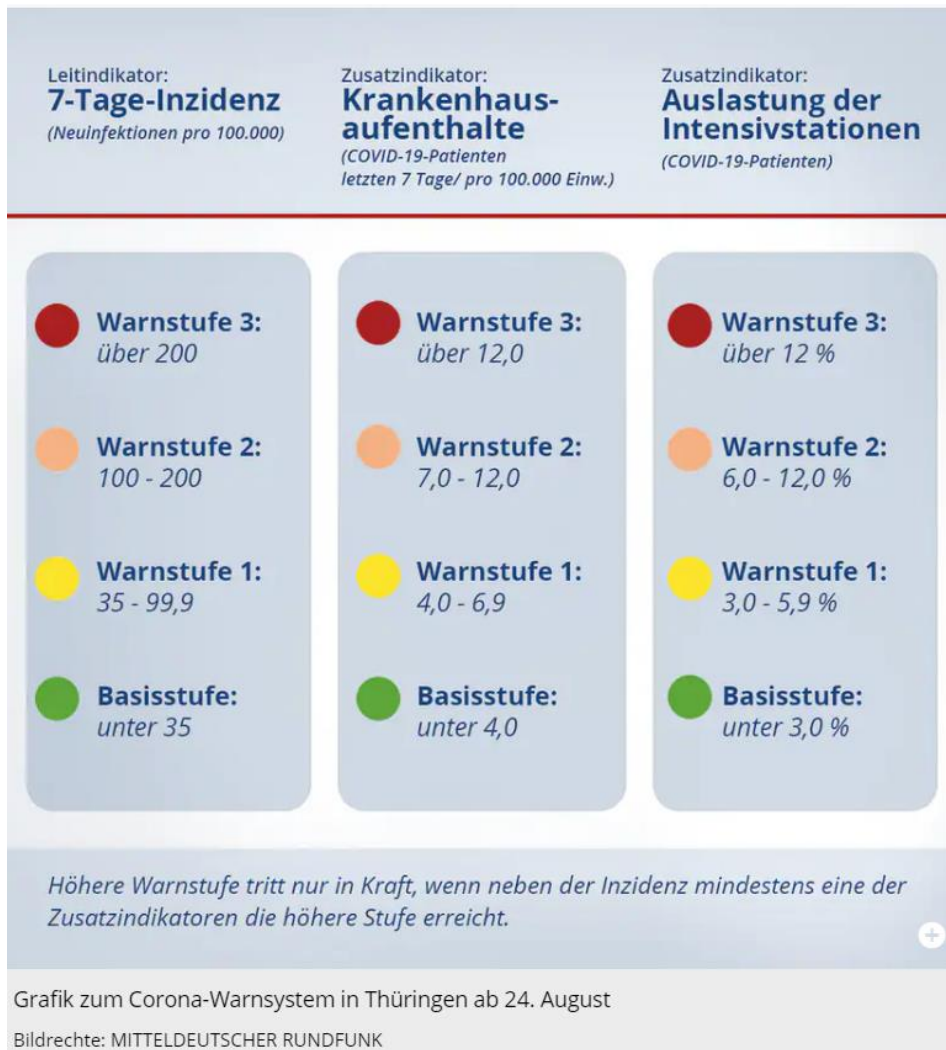 Leitindikator:
7-Tage-Inzidenz
(Neuinfektionen pro 100.000)
Zusatzindikator:
Krankenhaus-
aufenthalte
(COVID-19-Patienten
letzten 7 Tage/ pro 100.000 Einw.)
Zusatzindikator:
Auslastung der
Intensivstationen
(COVID-19-Patienten)
Warnstufe 3:
über 200
Warnstufe 2:
100 - 200
Warnstufe 1:
35 - 99,9
Basisstufe:
unter 35
Warnstufe 3:
über 12,0
Warnstufe 2:
7,0 - 12,0
Warnstufe 1:
4,0 - 6,9
Basisstufe:
unter 4,0
Warnstufe 3:
über 12 %
Warnstufe 2:
6,0 - 12,0 %
Warnstufe 1:
3,0 - 5,9 %
Basisstufe:
unter 3,0 %
Höhere Warnstufe tritt nur in Kraft, wenn neben der Inzidenz mindestens eine der
Zusatzindikatoren die höhere Stufe erreicht.
Grafik zum Corona-Warnsystem in Thüringen ab 24. August
Bildrechte: MITTELDEUTSCHER RUNDFUNK